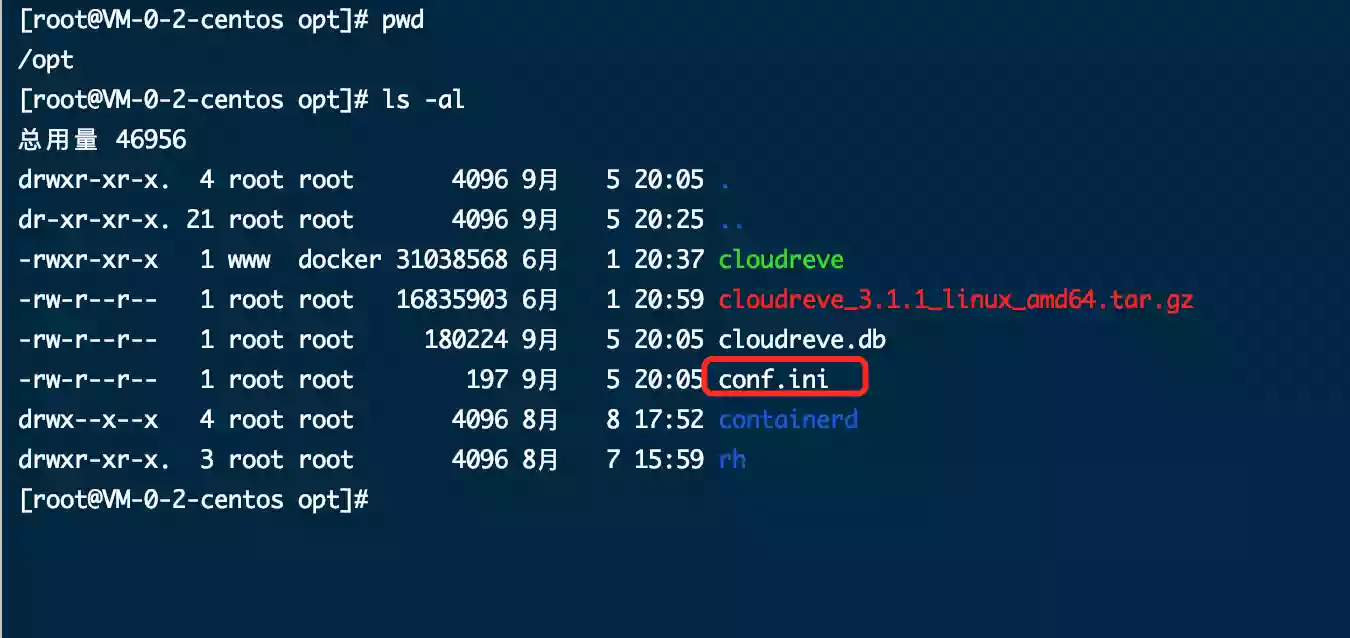 [root@VM-0-2-centos opt]# pwd
/opt
[root@VM-0-2-centos opt]# ls -al
总用量 46956
drwxr-xr-x.  4 root root       4096 9月   5 20:05 .
dr-xr-xr-x. 21 root root       4096 9月   5 20:25 ..
-rwxr-xr-x   1 www  docker 31038568 6月   1 20:37 cloudreve
-rw-r--r--   1 root root   16835903 6月   1 20:59 cloudreve_3.1.1_linux_amd64.tar.gz
-rw-r--r--   1 root root     180224 9月   5 20:05 cloudreve.db
-rw-r--r--   1 root root        197 9月   5 20:05 conf.ini
drwx--x--x   4 root root       4096 8月   8 17:52 containerd
drwxr-xr-x.  3 root root       4096 8月   7 15:59 rh
[root@VM-0-2-centos opt]#